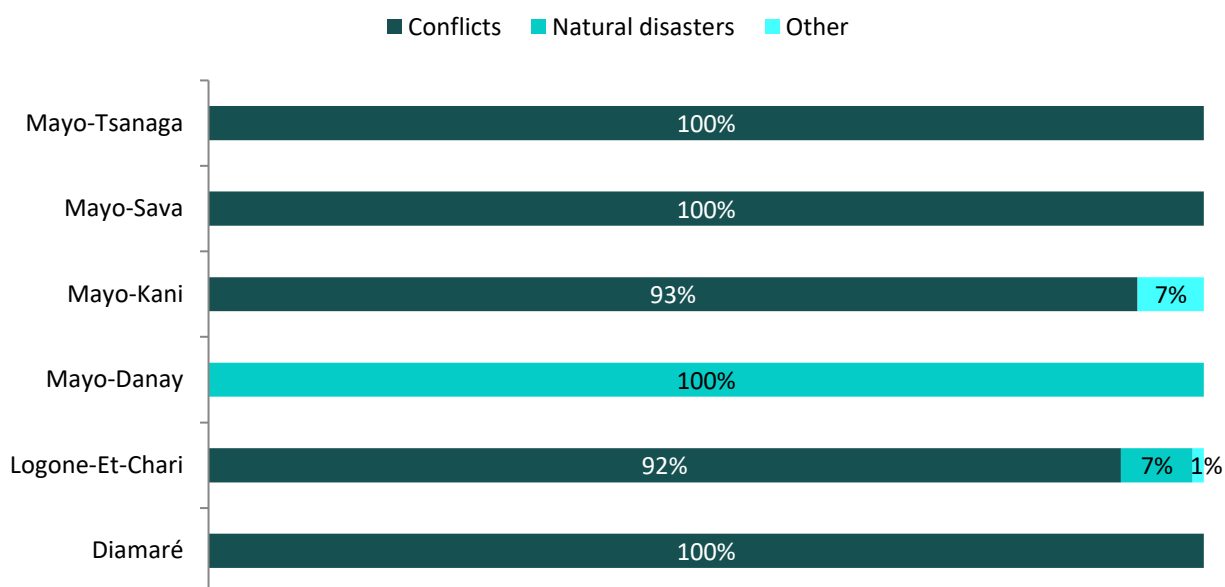 Conflicts Natural disasters Other
Mayo-Tsanaga 100%
Mayo-Sava 100%
Mayo-Kani 93% 7%
Mayo-Danay 100%
Logone-Et-Chari 92% 7% 1%
Diamaré 100%